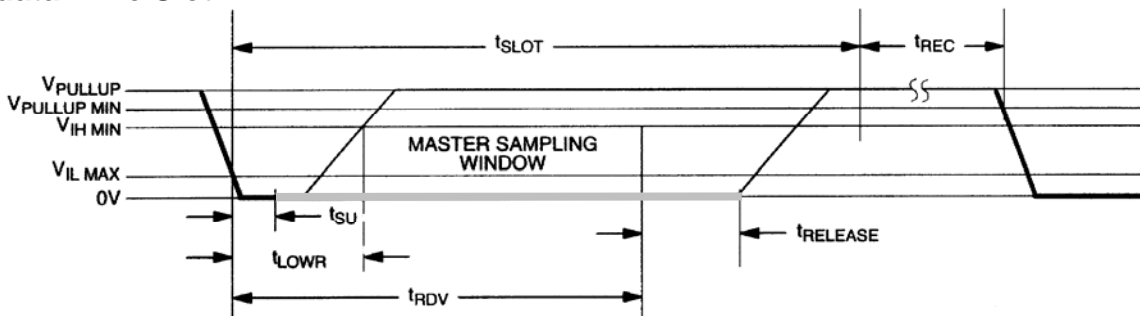 tSLOT
tREC
VPULLUP
VPULLUP MIN
VIH MIN
MASTER SAMPLING
WINDOW
VIL MAX
0V
tSU
tRELEASE
tLOWR
tRDV